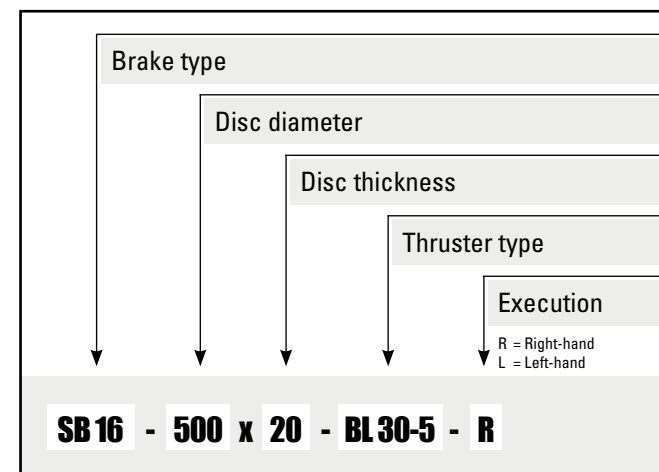 Brake type
Disc diameter
Disc thickness
Thruster type
Execution
R = Right-hand
L = Left-hand
SB 16 - 500 x 20 - BL 30-5 - R